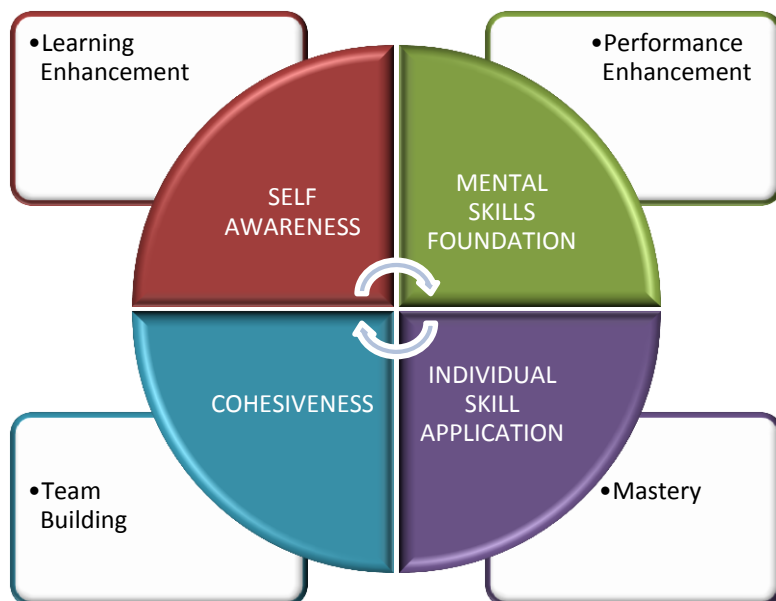 •Learning
Enhancement
•Performance
Enhancement
SELF
AWARENESS
MENTAL
SKILLS
FOUNDATION
COHESIVENESS
INDIVIDUAL
SKILL
APPLICATION
•Team
Building
•Mastery